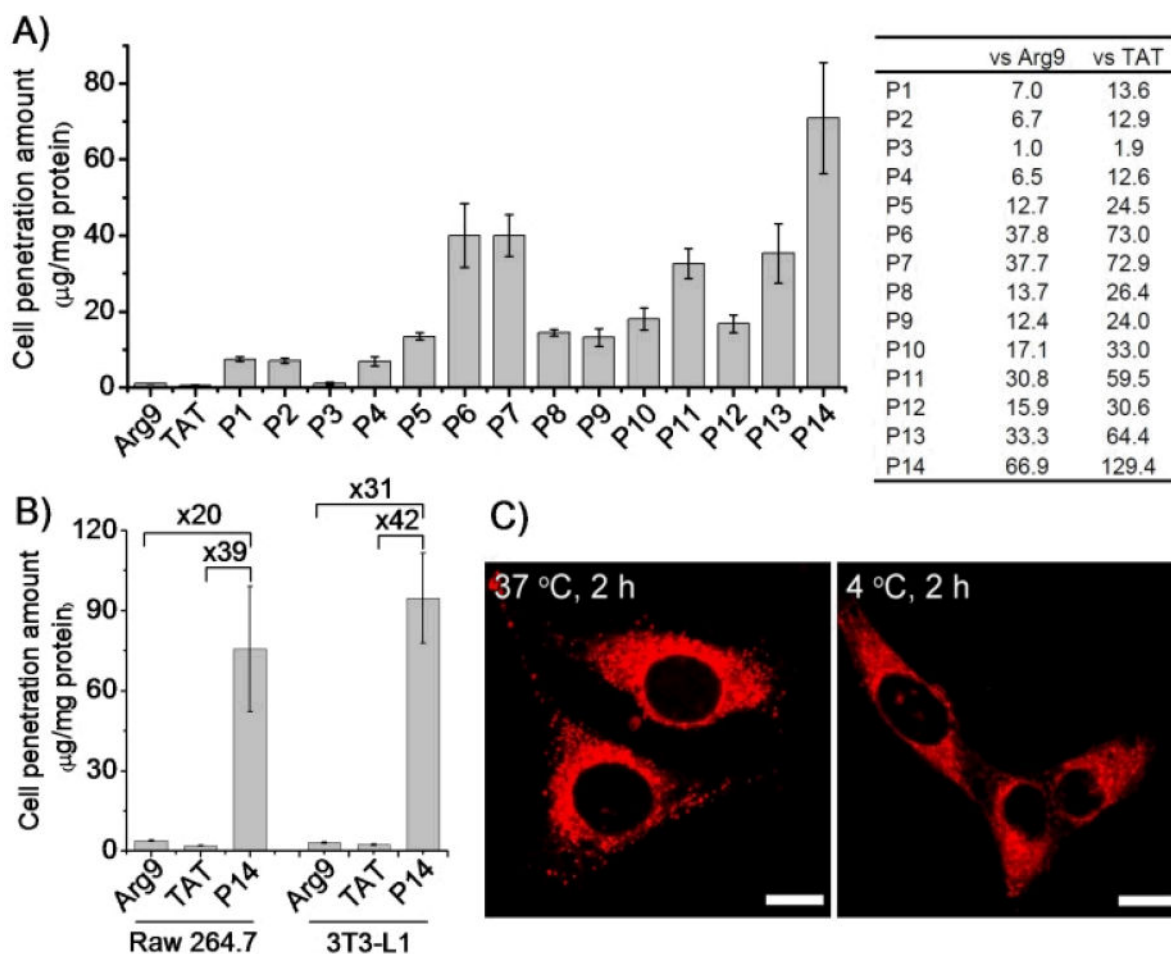 A)
Cell penetration amount
(µg/mg protein)
80
60
40
20
0
Arg9 TAT P1 P2 P3 P4 P5 P6 P7 P8 P9 P10 P11 P12 P13 P14
vs Arg9 vs TAT
P1 7.0 13.6
P2 6.7 12.9
P3 1.0 1.9
P4 6.5 12.6
P5 12.7 24.5
P6 37.8 73.0
P7 37.7 72.9
P8 13.7 26.4
P9 12.4 24.0
P10 17.1 33.0
P11 30.8 59.5
P12 15.9 30.6
P13 33.3 64.4
P14 66.9 129.4
B)
Cell penetration amount
(µg/mg protein)
120
90
60
30
0
x20
x39
x31
x42
Arg9 TAT P14 Arg9 TAT P14
Raw 264.7 3T3-L1
C)
37 °C, 2 h
4 °C, 2 h